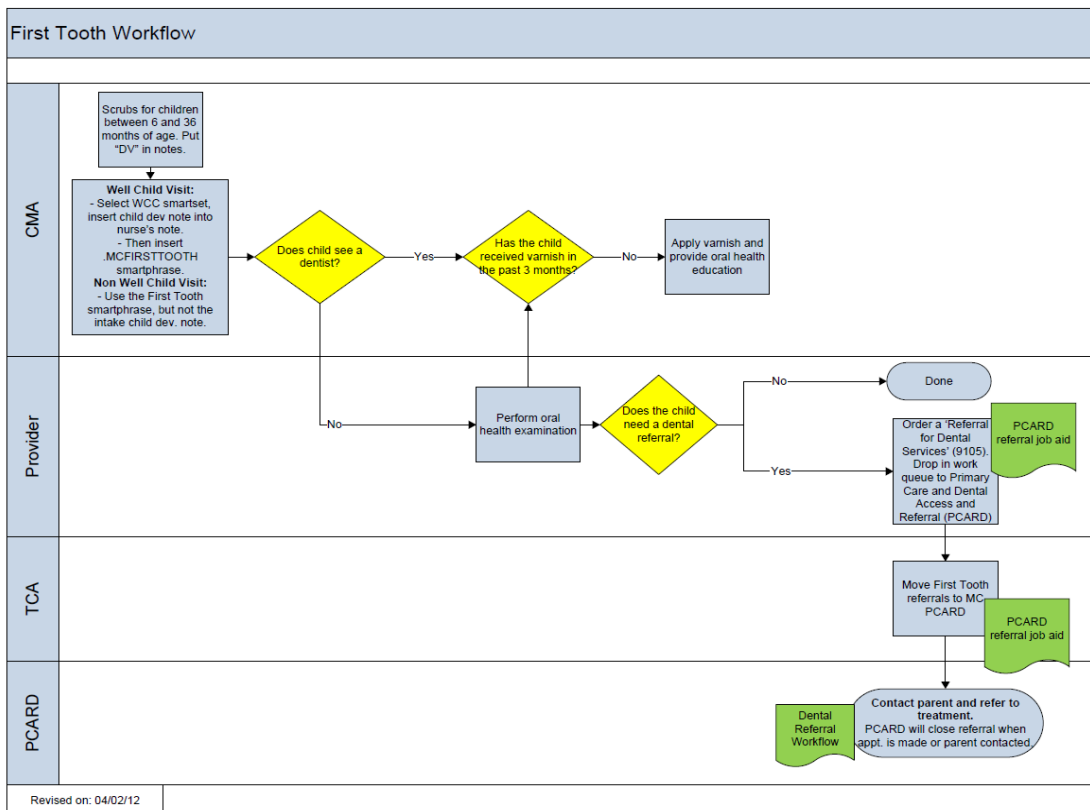 First Tooth Workflow
CMA
Scrubs for children
between 6 and 36
months of age. Put
“DV” in notes.
Well Child Visit:
- Select WCC smartset,
insert child dev note into
nurse’s note.
- Then insert
.MCFIRSTTOOTH
smartphrase.
Non Well Child Visit:
- Use the First Tooth
smartphrase, but not the
intake child dev. note.
Does child see a
dentist?
Yes
Has the child
received varnish in
the past 3 months?
No
Apply varnish and
provide oral health
education
Provider
No
Perform oral
health examination
Does the child
need a dental
referral?
No
Done
Yes
Order a ‘Referral
for Dental
Services’ (9105).
Drop in work
queue to Primary
Care and Dental
Access and
Referral (PCARD)
PCARD
referral job aid
TCA
Move First Tooth
referrals to MC
PCARD
PCARD
referral job aid
PCARD
Dental
Referral
Workflow
Contact parent and refer to
treatment.
PCARD will close referral when
appt. is made or parent contacted.
Revised on: 04/02/12